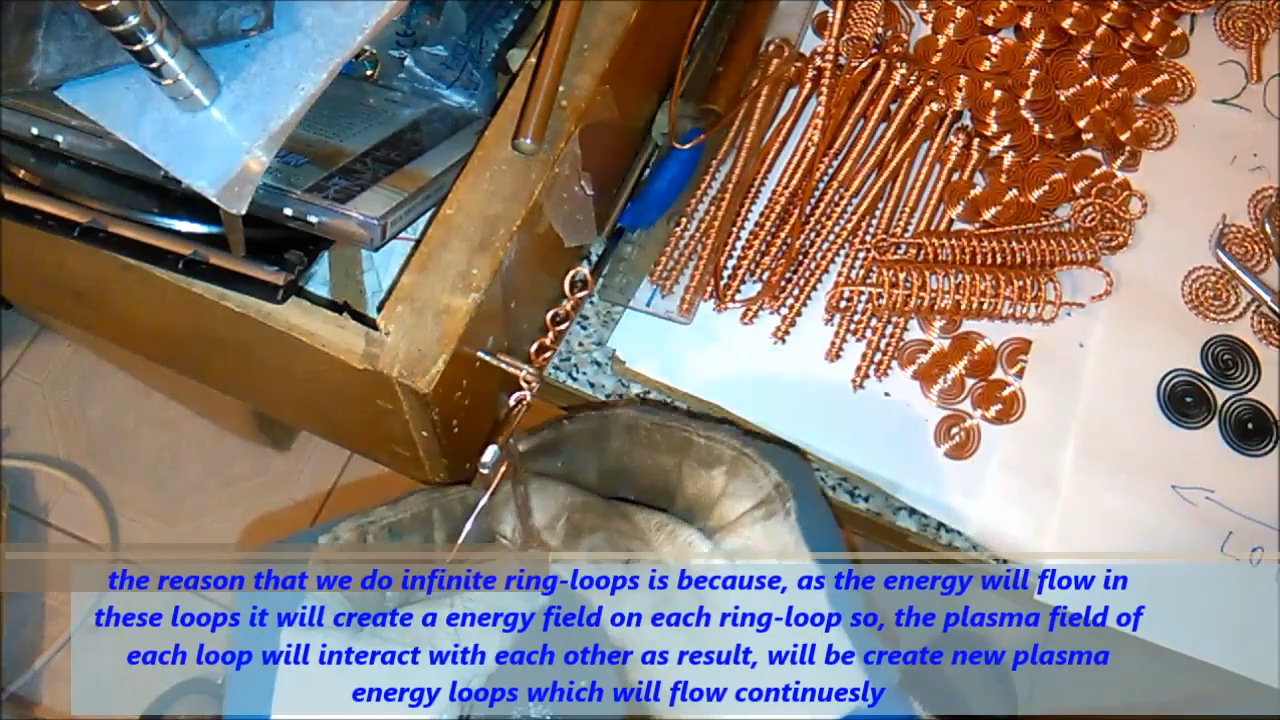 20
the reason that we do infinite ring-loops is because, as the energy will flow in
these loops it will create a energy field on each ring-loop so, the plasma field of
each loop will interact with each other as result, will be create new plasma
energy loops which will flow continuesly